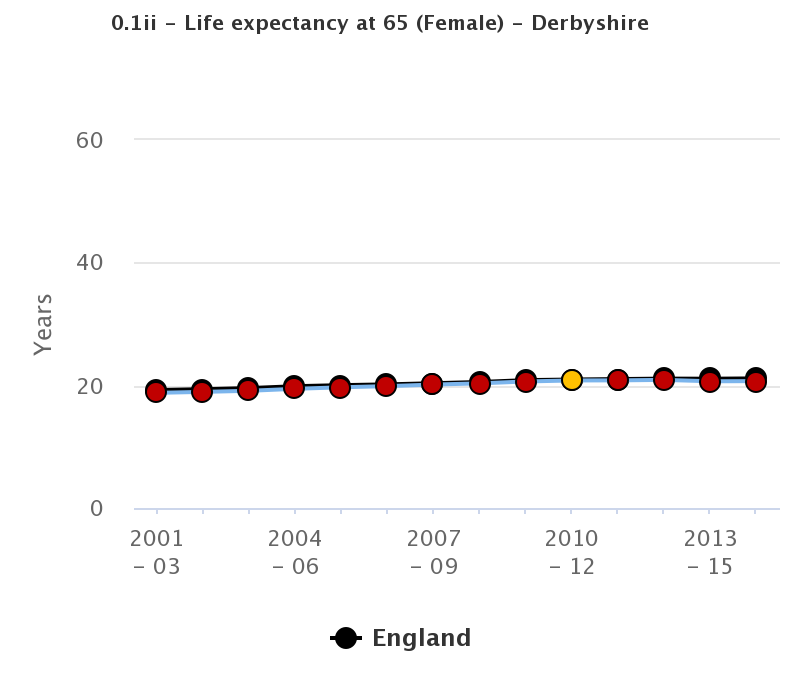 0.1ii – Life expectancy at 65 (Female) – Derbyshire
60
40
20
0
Years
2001 – 03
2004 – 06
2007 – 09
2010 – 12
2013 – 15
England